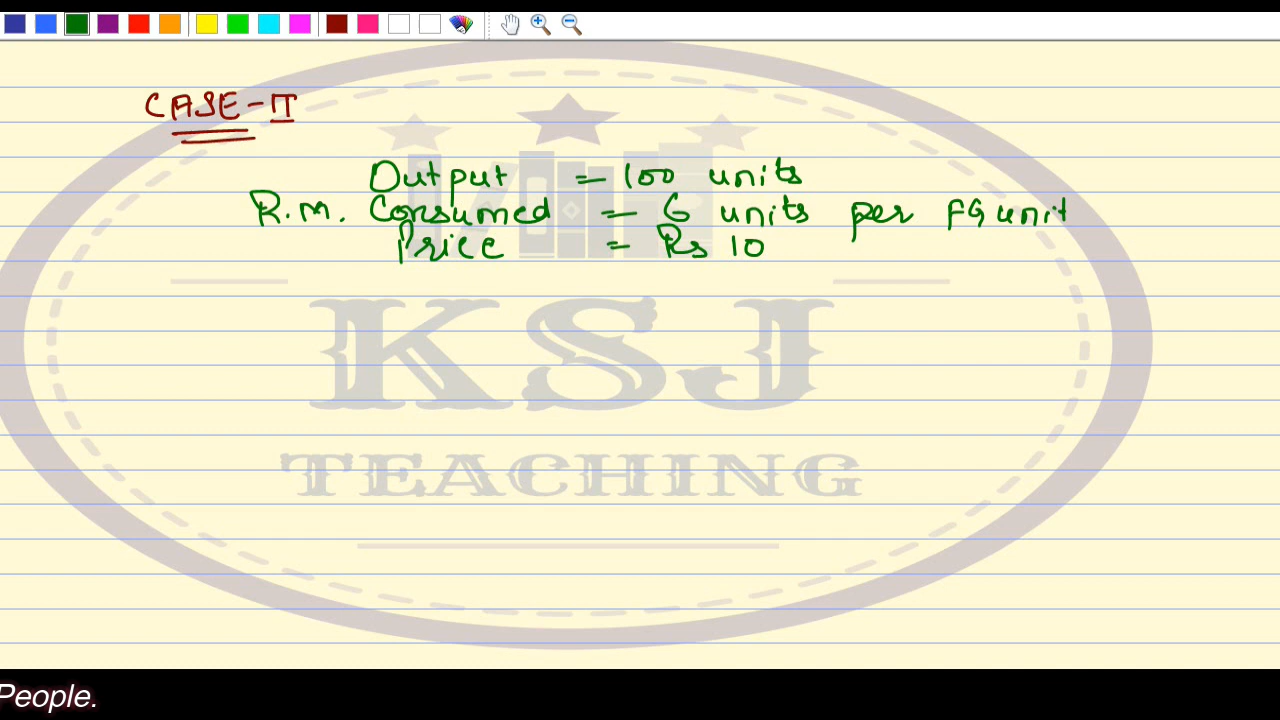 CASE-II
Output = 100 units
R.M. Consumed = 6 units per FG unit
Price = Rs 10
KSJ
TEACHING
People.